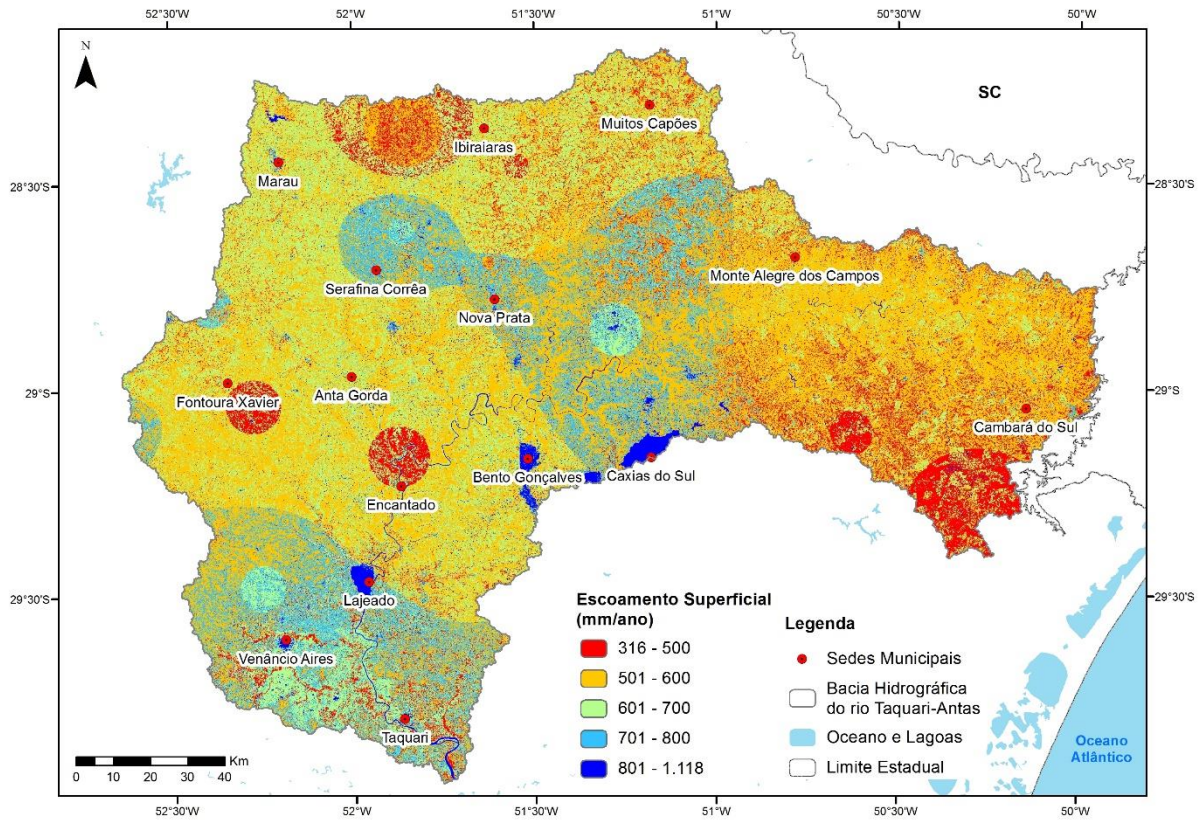 52°30'W
52°W
51°30'W
51°W
50°30'W
50°W
N
SC
Muitos Capões
Ibiraiaras
Marau
28°30'S
28°30'S
Monte Alegre dos Campos
Serafina Corrêa
Nova Prata
29°S
29°S
Fontoura Xavier
Anta Gorda
Cambará do Sul
Bento Gonçalves
Caxias do Sul
Encantado
29°30'S
29°30'S
Lajeado
Venâncio Aires
Taquari
Escoamento Superficial
(mm/ano)
316 - 500
501 - 600
601 - 700
701 - 800
801 - 1.118
Legenda
Sedes Municipais
Bacia Hidrográfica
do rio Taquari-Antas
Oceano e Lagoas
Limite Estadual
Oceano
Atlântico
Km
0 10 20 30 40
52°30'W
52°W
51°30'W
51°W
50°30'W
50°W